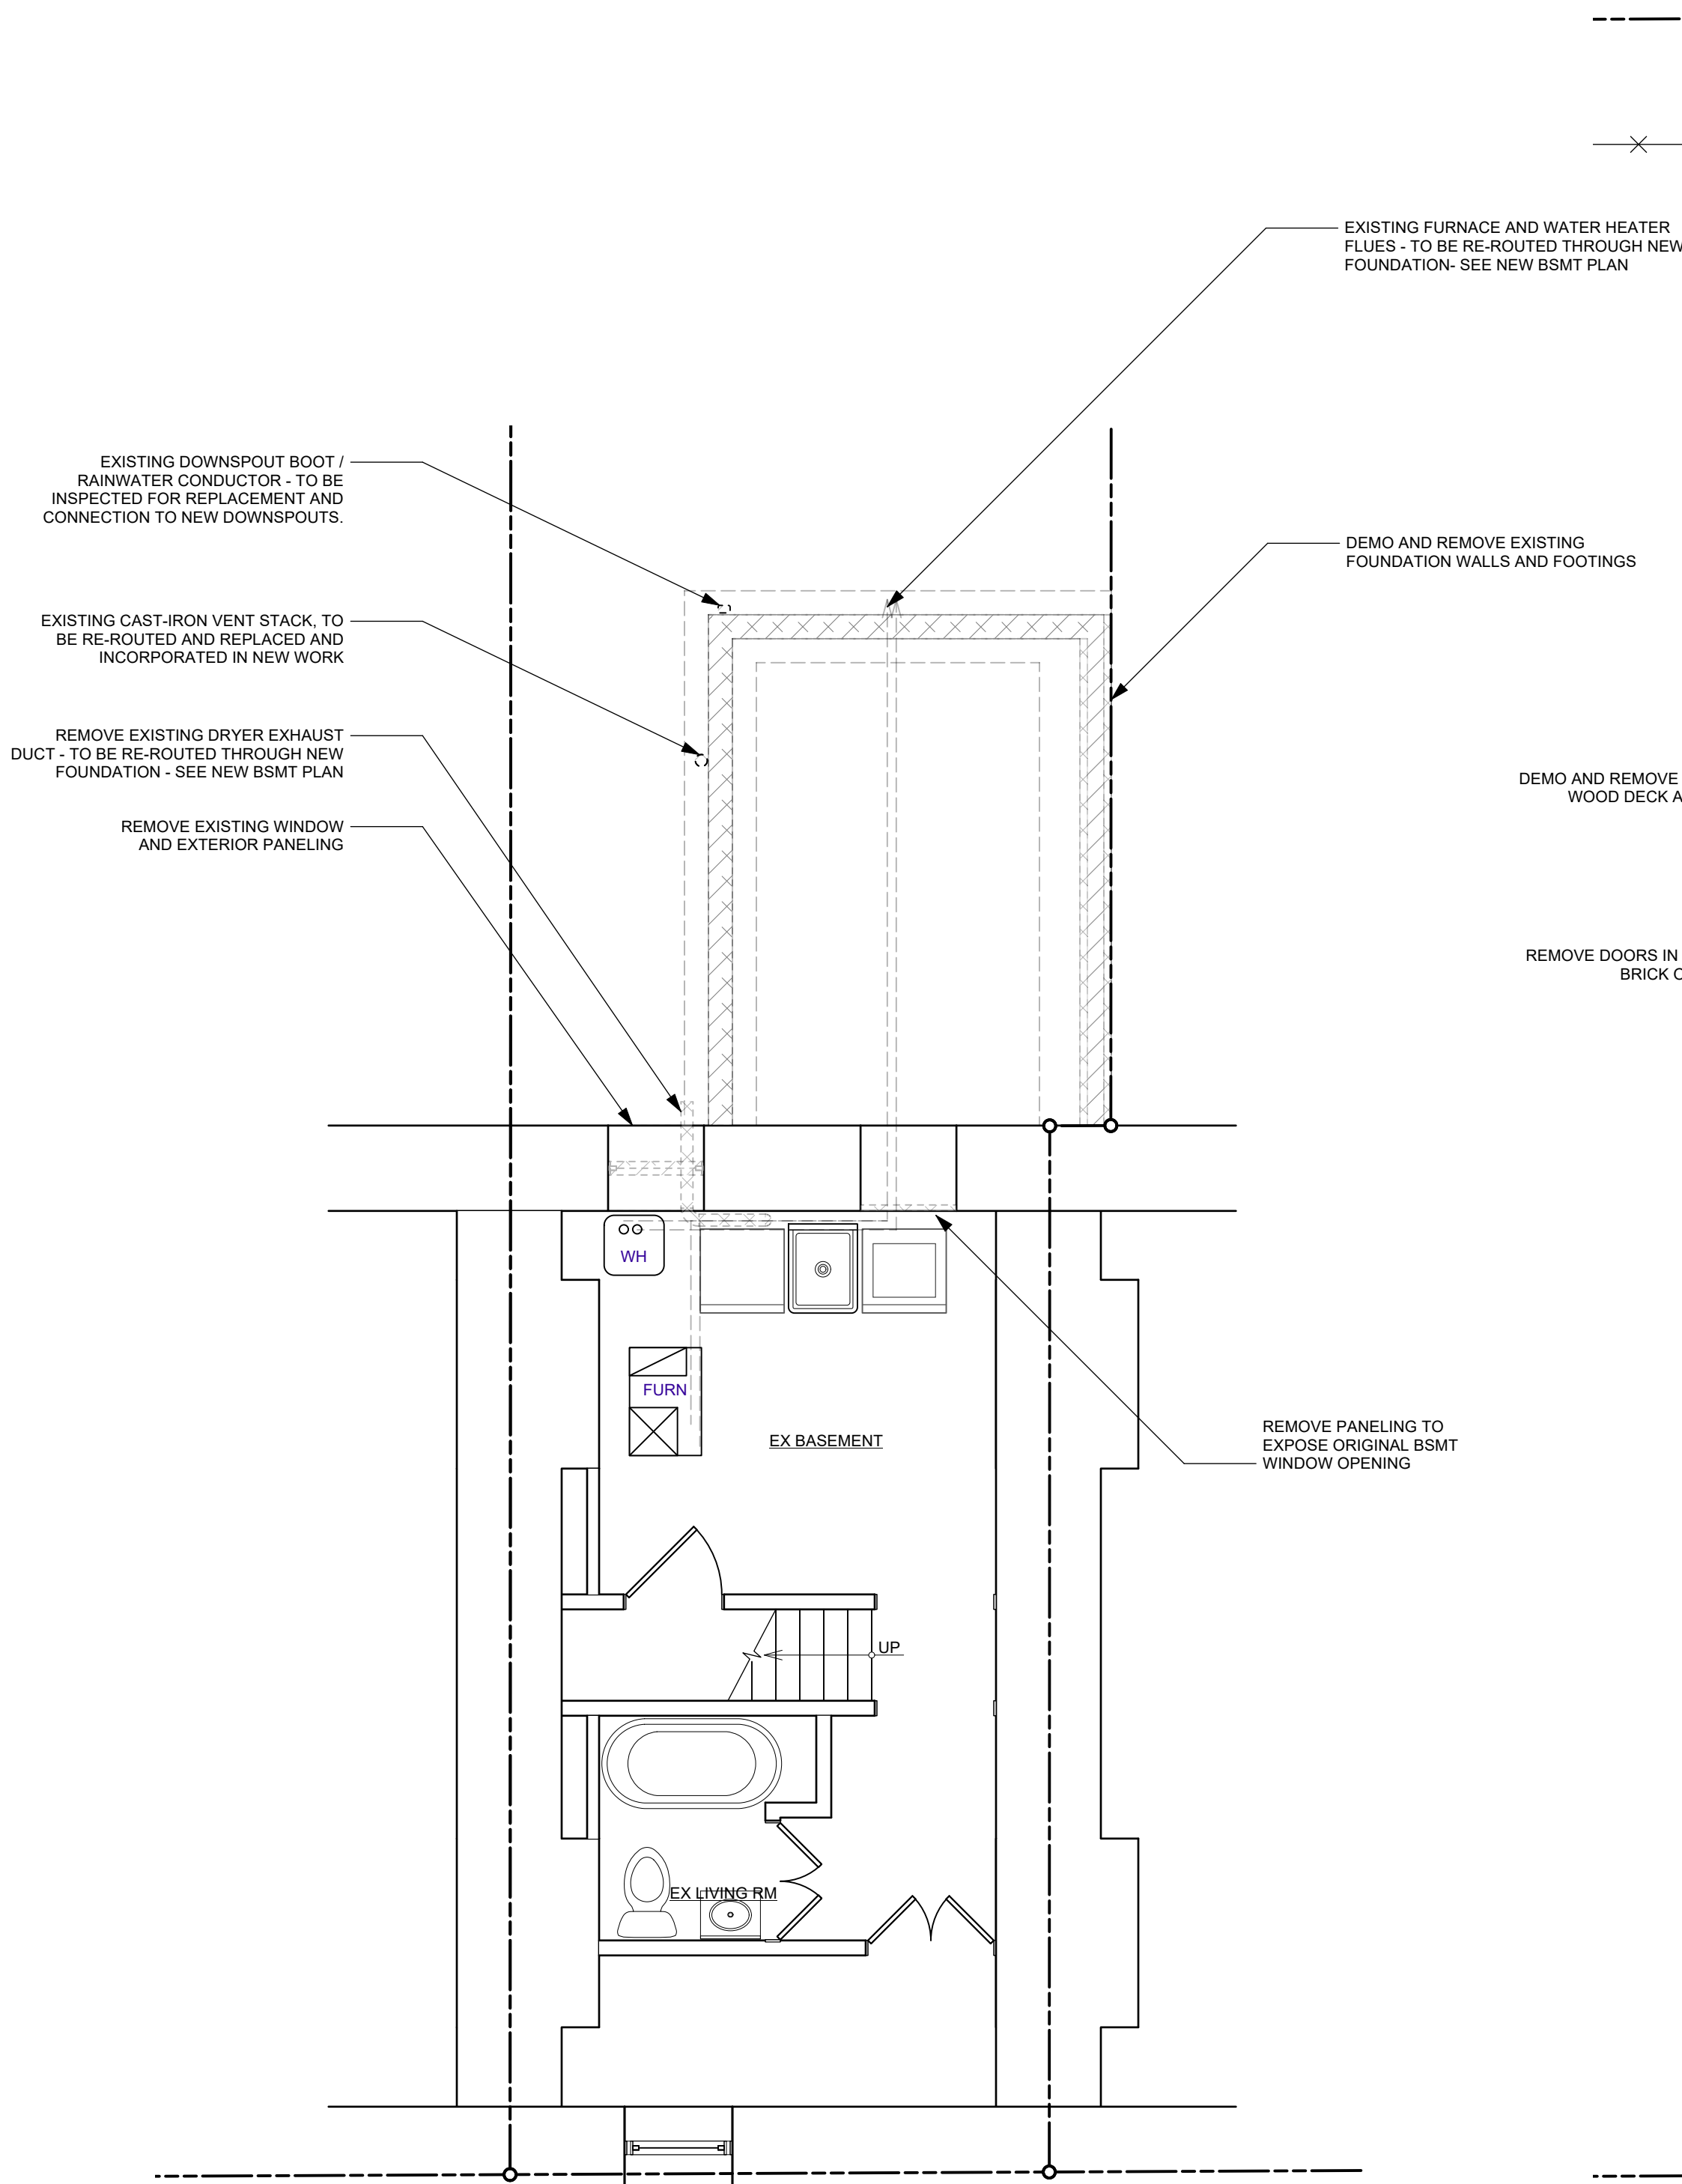 EXISTING FURNACE AND WATER HEATER
FLUES - TO BE RE-ROUTED THROUGH NEW
FOUNDATION- SEE NEW BSMT PLAN
EXISTING DOWNSPOUT BOOT /
RAINWATER CONDUCTOR - TO BE
INSPECTED FOR REPLACEMENT AND
CONNECTION TO NEW DOWNSPOUTS.
DEMO AND REMOVE EXISTING
FOUNDATION WALLS AND FOOTINGS
EXISTING CAST-IRON VENT STACK, TO
BE RE-ROUTED AND REPLACED AND
INCORPORATED IN NEW WORK
REMOVE EXISTING DRYER EXHAUST
DUCT - TO BE RE-ROUTED THROUGH NEW
FOUNDATION - SEE NEW BSMT PLAN
DEMO AND REMOVE
WOOD DECK A
REMOVE EXISTING WINDOW
AND EXTERIOR PANELING
REMOVE DOORS IN
BRICK
WH
FURN
EX BASEMENT
REMOVE PANELING TO
EXPOSE ORIGINAL BSMT
WINDOW OPENING
UP
EX LIVING RM